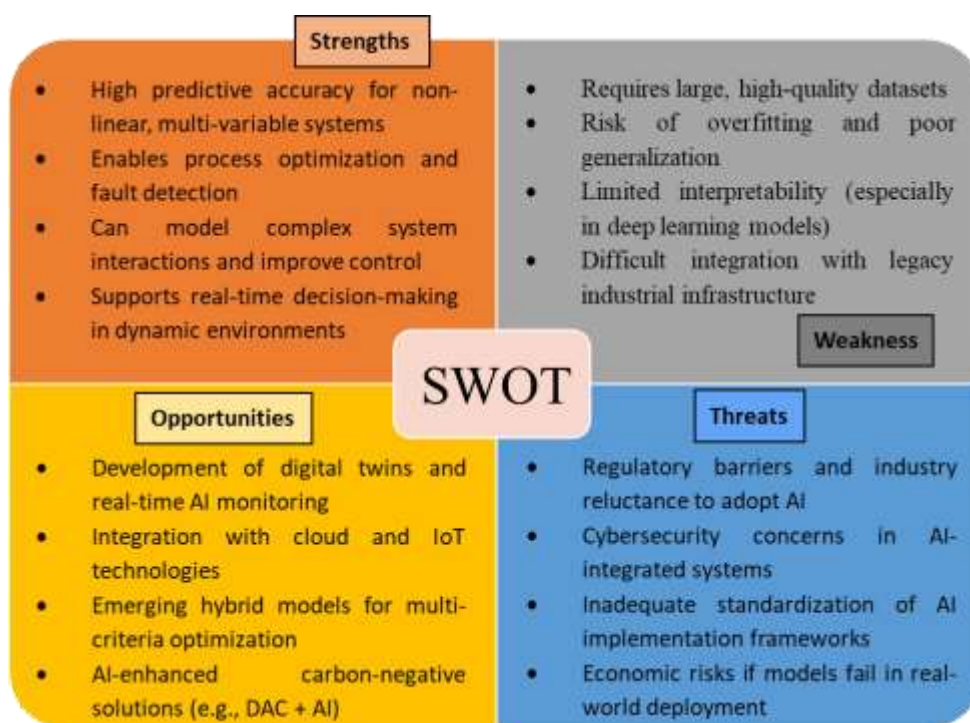 Strengths
• High predictive accuracy for non-
linear, multi-variable systems
• Enables process optimization and
fault detection
• Can model complex system
interactions and improve control
• Supports real-time decision-making
in dynamic environments
• Requires large, high-quality datasets
• Risk of overfitting and poor
generalization
• Limited interpretability (especially
in deep learning models)
• Difficult integration with legacy
industrial infrastructure
Weakness
SWOT
Opportunities
• Development of digital twins and
real-time AI monitoring
• Integration with cloud and IoT
technologies
• Emerging hybrid models for multi-
criteria optimization
• AI-enhanced carbon-negative
solutions (e.g., DAC + AI)
Threats
• Regulatory barriers and industry
reluctance to adopt AI
• Cybersecurity concerns in AI-
integrated systems
• Inadequate standardization of AI
implementation frameworks
• Economic risks if models fail in real-
world deployment